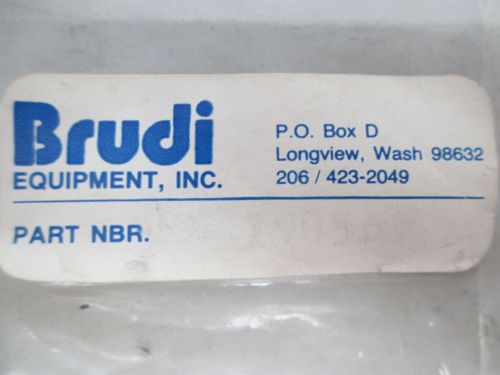 Brudi
EQUIPMENT, INC.
P.O. Box D
Longview, Wash 98632
206 / 423-2049
PART NBR.